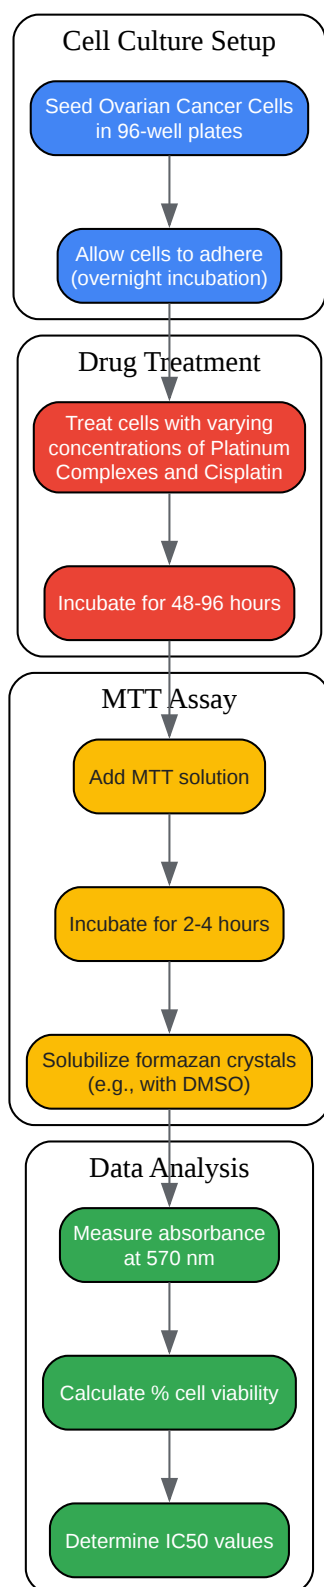 Cell Culture Setup
Seed Ovarian Cancer Cells
in 96-well plates
Allow cells to adhere
(overnight incubation)
Drug Treatment
Treat cells with varying
concentrations of Platinum
Complexes and Cisplatin
Incubate for 48-96 hours
MTT Assay
Add MTT solution
Incubate for 2-4 hours
Solubilize formazan crystals
(e.g., with DMSO)
Data Analysis
Measure absorbance
at 570 nm
Calculate % cell viability
Determine IC50 values